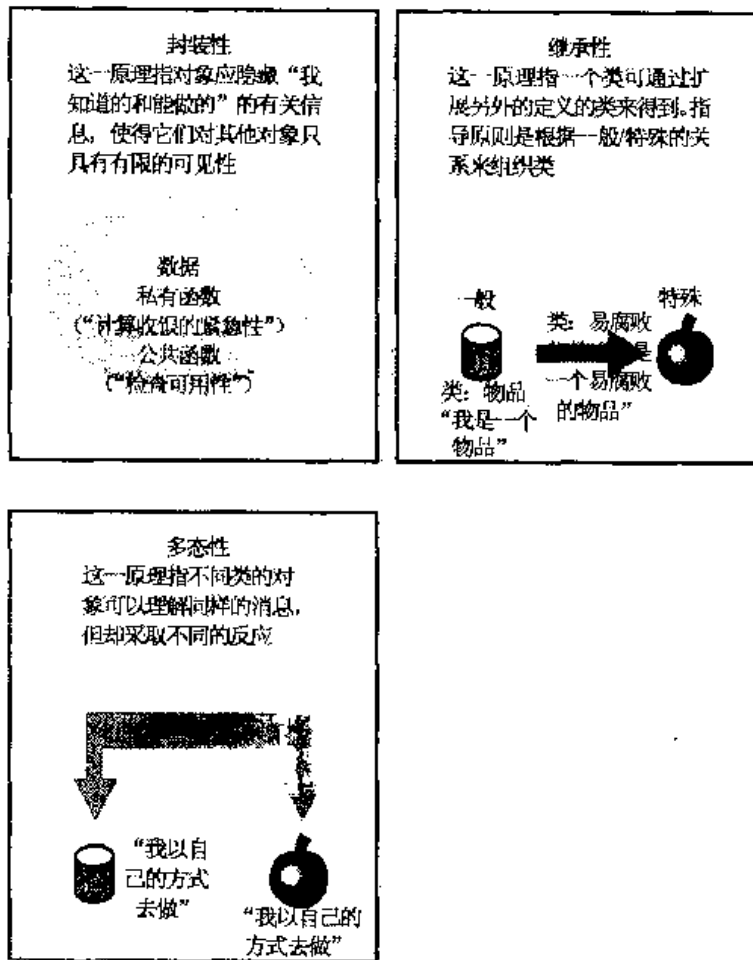 封装性
这一原理指对象应隐藏“我
知道的和能做的”的有关信
息，使得它们对其他对象只
具有有限的可见性
数据
私有函数
(“计算收银的紧急性”)
公共函数
(“检查可用性”)
继承性
这一原理指一个类可通过扩
展另外的定义的类来得到。指
导原则是根据一般/特殊的关
系来组织类
一般
特殊
类：易腐败
是
一个易腐败
的物品”
类：物品
“我是一个
物品”
多态性
这一原理指不同类的对
象可以理解同样的消息，
但却采取不同的反应
“我以自
己的方式
去做”
“我以自己的
方式去做”